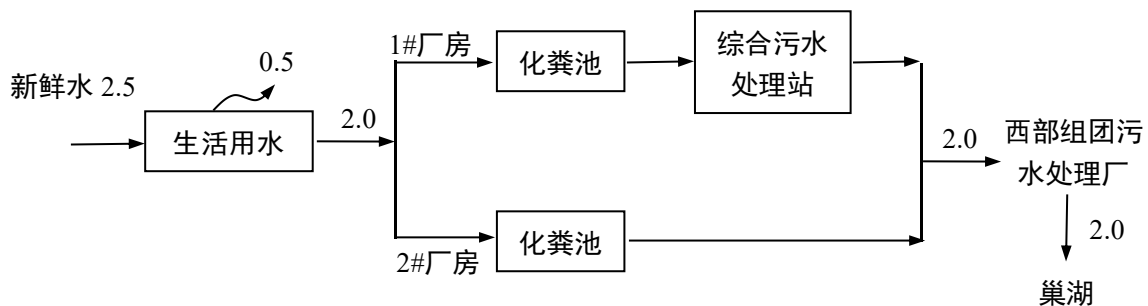 新鲜水 2.5
0.5
生活用水
2.0
1#厂房
化粪池
综合污水
处理站
2#厂房
化粪池
2.0
西部组团污
水处理厂
2.0
巢湖